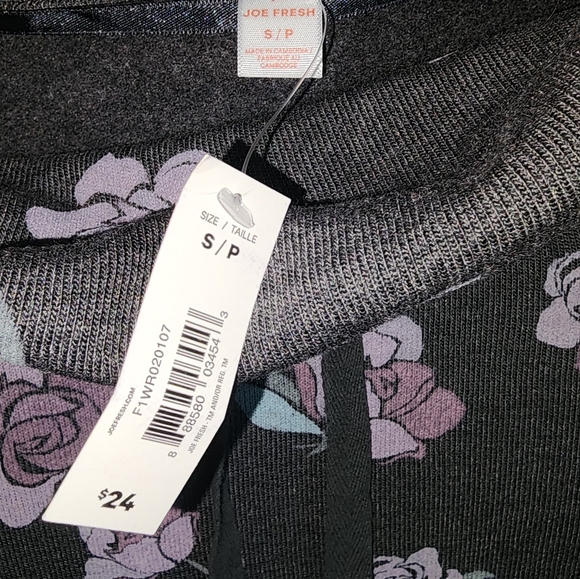 JOE FRESH
S / P
MADE IN CAMBODIA /
FABRIQUÉ AU
CAMBODGE
SIZE / TAILLE
S / P
F1WR020107
8 88580 03454 3
JOE FRESH - TM AND/OR REG. TM
JOEFRESH.COM
$24